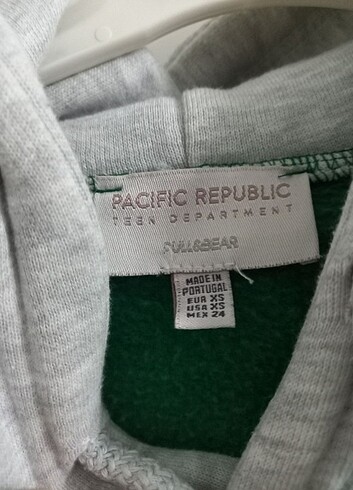 PACIFIC REPUBLIC
TEEN DEPARTMENT
PULL&BEAR
MADE IN
PORTUGAL
EUR XS
USA XS
MEX 24